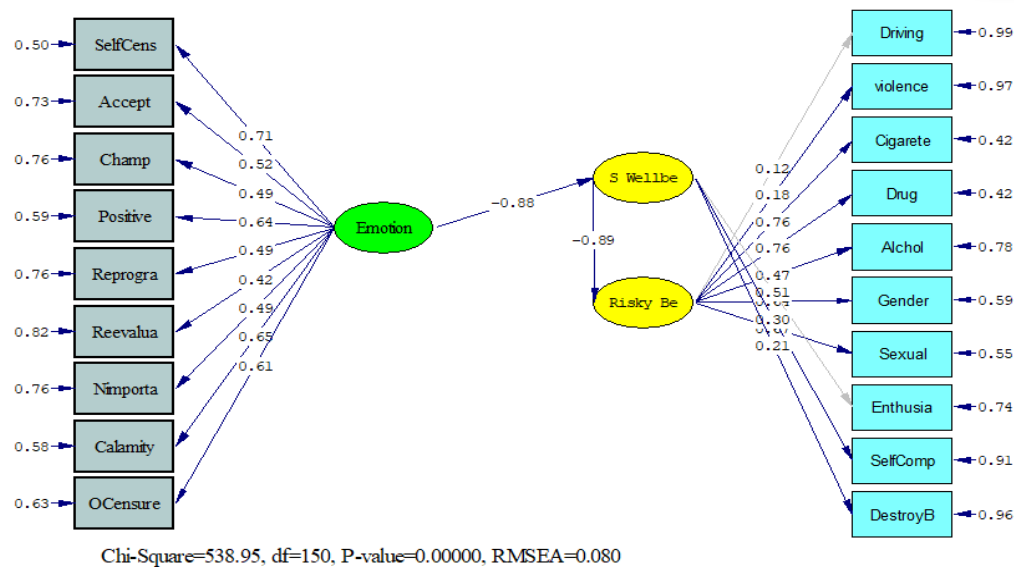 0.50
SelfCens
0.73
Accept
0.76
Champ
0.59
Positive
0.76
Reprogra
0.82
Reevalua
0.76
Nimporta
0.58
Calamity
0.63
OCensure
0.71
0.52
0.49
0.64
0.49
0.42
0.49
0.65
0.61
Emotion
-0.88
S Wellbe
-0.89
Risky Be
0.12
0.18
0.76
0.76
0.47
0.51
0.30
0.21
Driving
0.99
violence
0.97
Cigarete
0.42
Drug
0.42
Alchol
0.78
Gender
0.59
Sexual
0.55
Enthusia
0.74
SelfComp
0.91
DestroyB
0.96
Chi-Square=538.95, df=150, P-value=0.00000, RMSEA=0.080